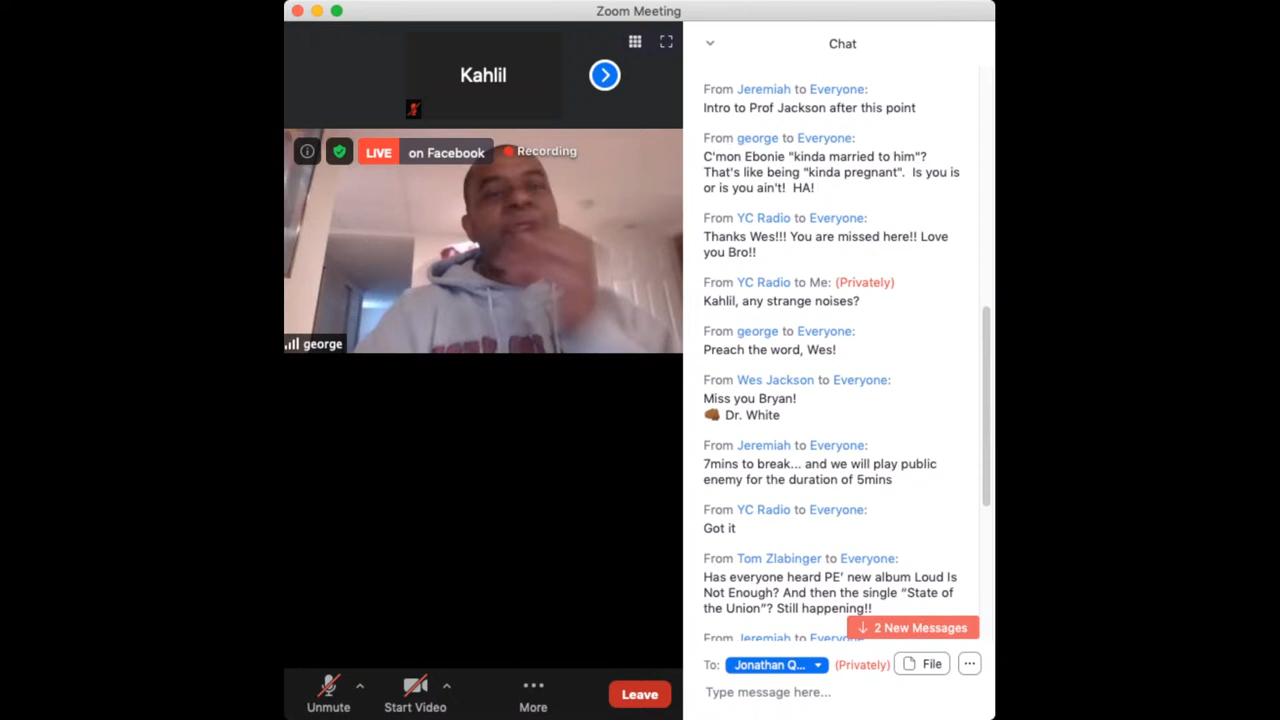 Zoom Meeting
Kahlil
LIVE on Facebook Recording
george
Unmute
Start Video
More
Leave
Chat
From Jeremiah to Everyone:
Intro to Prof Jackson after this point
From george to Everyone:
C'mon Ebonie "kinda married to him"?
That's like being "kinda pregnant". Is you is
or is you ain't! HA!
From YC Radio to Everyone:
Thanks Wes!!! You are missed here!! Love
you Bro!!
From YC Radio to Me: (Privately)
Kahlil, any strange noises?
From george to Everyone:
Preach the word, Wes!
From Wes Jackson to Everyone:
Miss you Bryan!
👊🏾 Dr. White
From Jeremiah to Everyone:
7mins to break... and we will play public
enemy for the duration of 5mins
From YC Radio to Everyone:
Got it
From Tom Zlabinger to Everyone:
Has everyone heard PE' new album Loud Is
Not Enough? And then the single “State of
the Union”? Still happening!!
From Jeremiah to Everyone
2 New Messages
To: Jonathan Q... (Privately) File
Type message here...